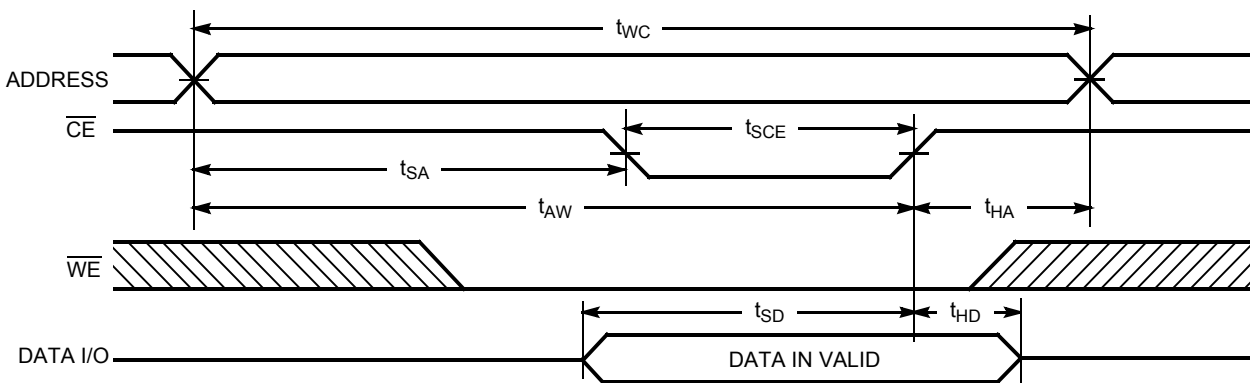 tWC
ADDRESS
CE
tSCE
tSA
tAW
tHA
WE
tSD
tHD
DATA I/O
DATA IN VALID